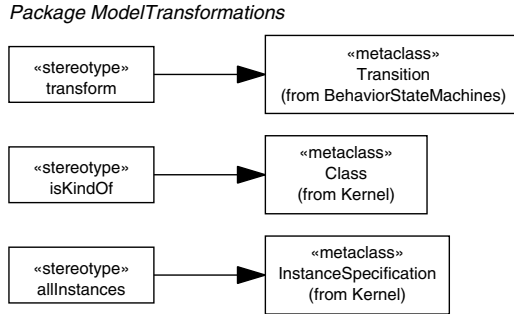 Package ModelTransformations
«stereotype»
transform
«metaclass»
Transition
(from BehaviorStateMachines)
«stereotype»
isKindOf
«metaclass»
Class
(from Kernel)
«stereotype»
allInstances
«metaclass»
InstanceSpecification
(from Kernel)